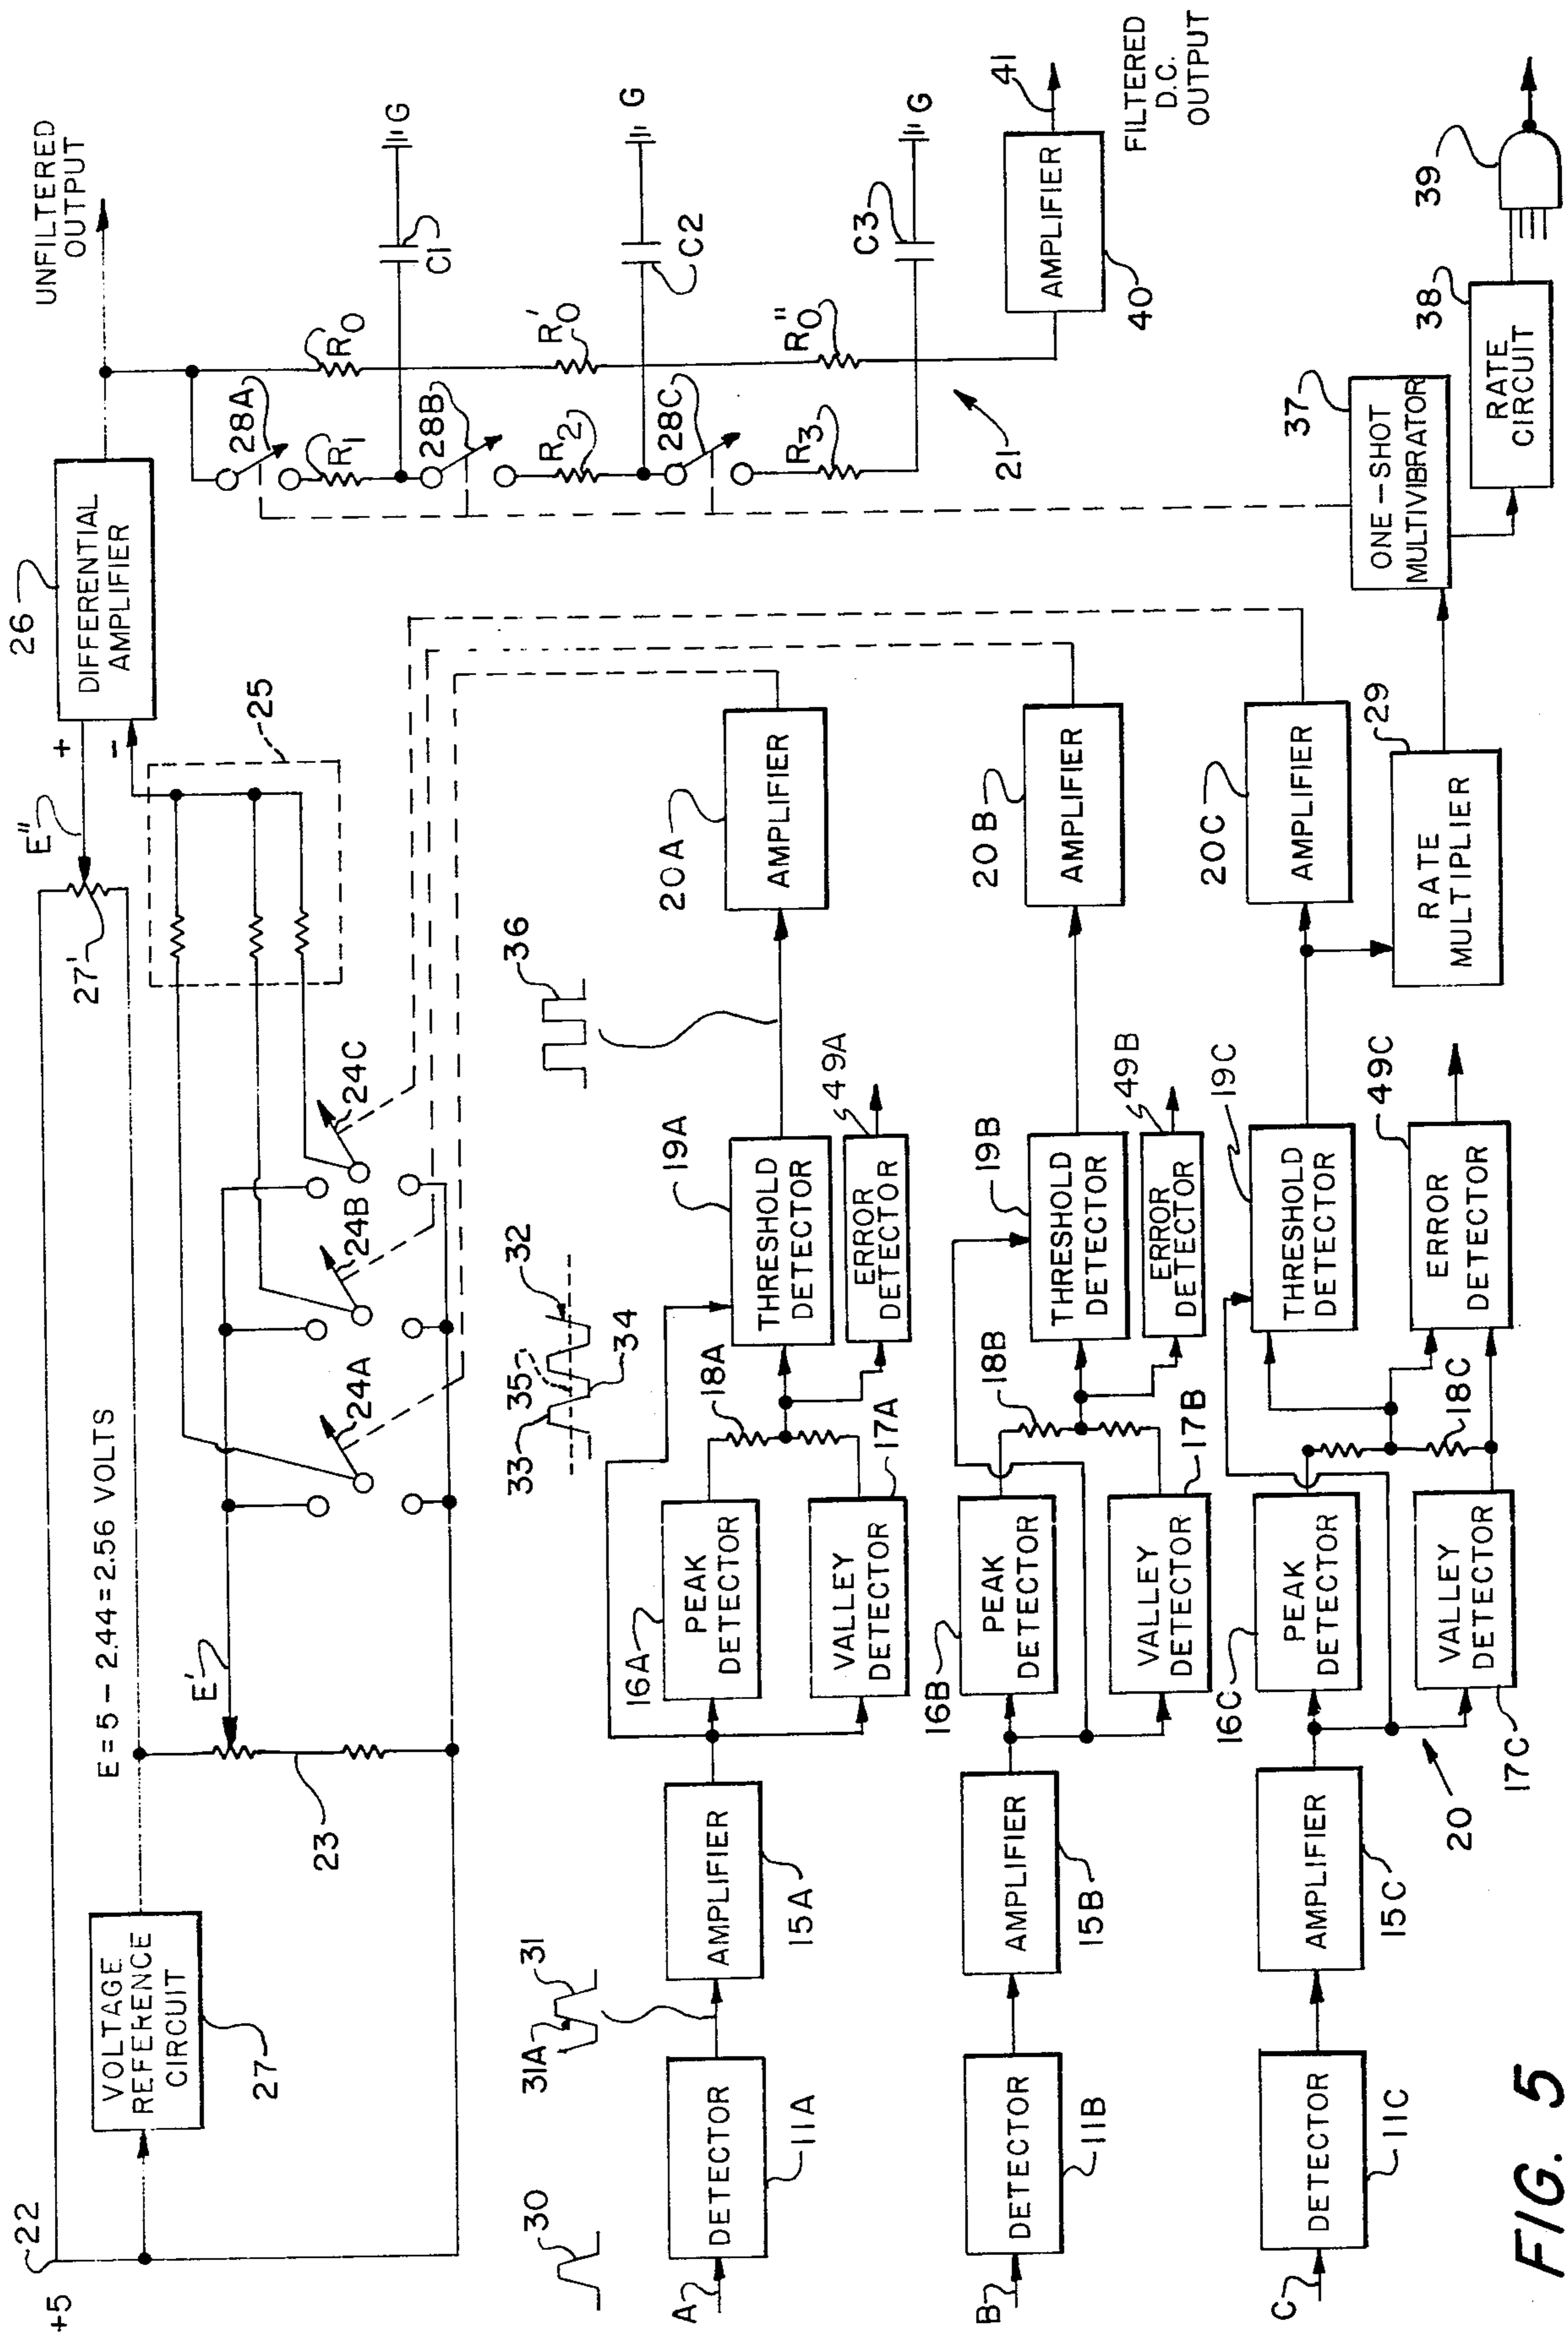 UNFILTERED
OUTPUT
+5
22
VOLTAGE
REFERENCE
CIRCUIT
27
E = 5 - 2.44 = 2.56 VOLTS
23
E'
24A
24B
24C
25
27'
E"
+
-
26
DIFFERENTIAL
AMPLIFIER
28A
R1
28B
R2
28C
R3
R0
R0'
R0"
C1
G
C2
G
C3
G
21
AMPLIFIER
40
41
FILTERED
D.C.
OUTPUT
30
31A
31
33
35
34
32
36
A
DETECTOR
11A
AMPLIFIER
15A
16A
PEAK
DETECTOR
VALLEY
DETECTOR
17A
18A
THRESHOLD
DETECTOR
19A
ERROR
DETECTOR
49A
20A
AMPLIFIER
B
DETECTOR
11B
AMPLIFIER
15B
16B
PEAK
DETECTOR
VALLEY
DETECTOR
17B
18B
THRESHOLD
DETECTOR
19B
ERROR
DETECTOR
49B
20B
AMPLIFIER
C
DETECTOR
11C
AMPLIFIER
15C
16C
PEAK
DETECTOR
VALLEY
DETECTOR
17C
18C
20
THRESHOLD
DETECTOR
19C
ERROR
DETECTOR
49C
20C
AMPLIFIER
29
RATE
MULTIPLIER
37
ONE-SHOT
MULTIVIBRATOR
38
RATE
CIRCUIT
39
FIG. 5